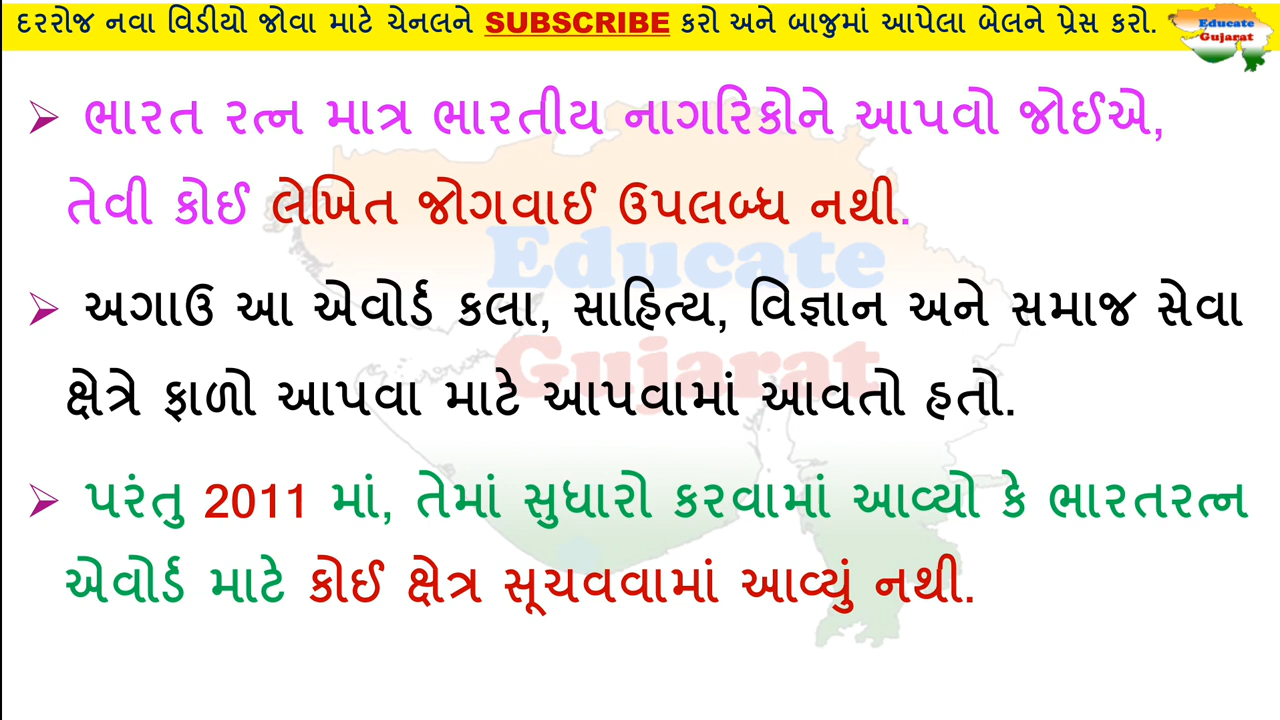 દરરોજ નવા વિડીયો જોવા માટે ચેનલને SUBSCRIBE કરો અને બાજુમાં આપેલા બેલને પ્રેસ કરો.
Educate
Gujarat
➢ ભારત રત્ન માત્ર ભારતીય નાગરિકોને આપવો જોઈએ,
તેવી કોઈ લેખિત જોગવાઈ ઉપલબ્ધ નથી.
Educate
➢ અગાઉ આ એવોર્ડ કલા, સાહિત્ય, વિજ્ઞાન અને સમાજ સેવા
Gujarat
ક્ષેત્રે ફાળો આપવા માટે આપવામાં આવતો હતો.
➢ પરંતુ 2011 માં, તેમાં સુધારો કરવામાં આવ્યો કે ભારતરત્ન
એવોર્ડ માટે કોઈ ક્ષેત્ર સૂચવવામાં આવ્યું નથી.